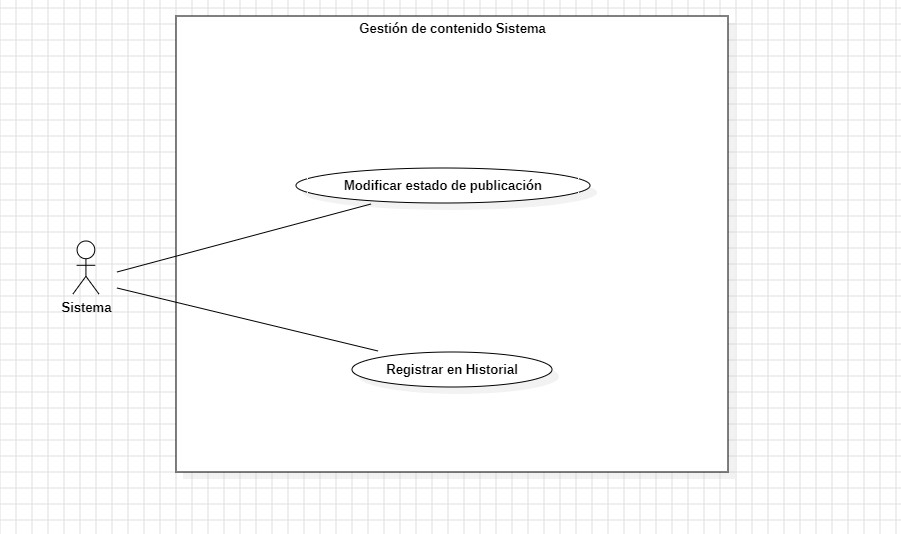 Gestión de contenido Sistema
Modificar estado de publicación
Sistema
Registrar en Historial